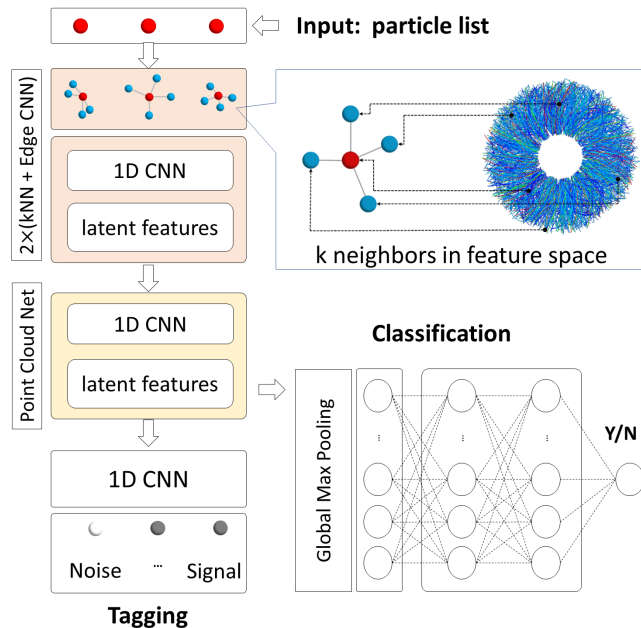 Input: particle list
2×(kNN + Edge CNN)
1D CNN
latent features
k neighbors in feature space
Point Cloud Net
1D CNN
latent features
Classification
Global Max Pooling
...
...
...
Y/N
1D CNN
Noise ... Signal
Tagging